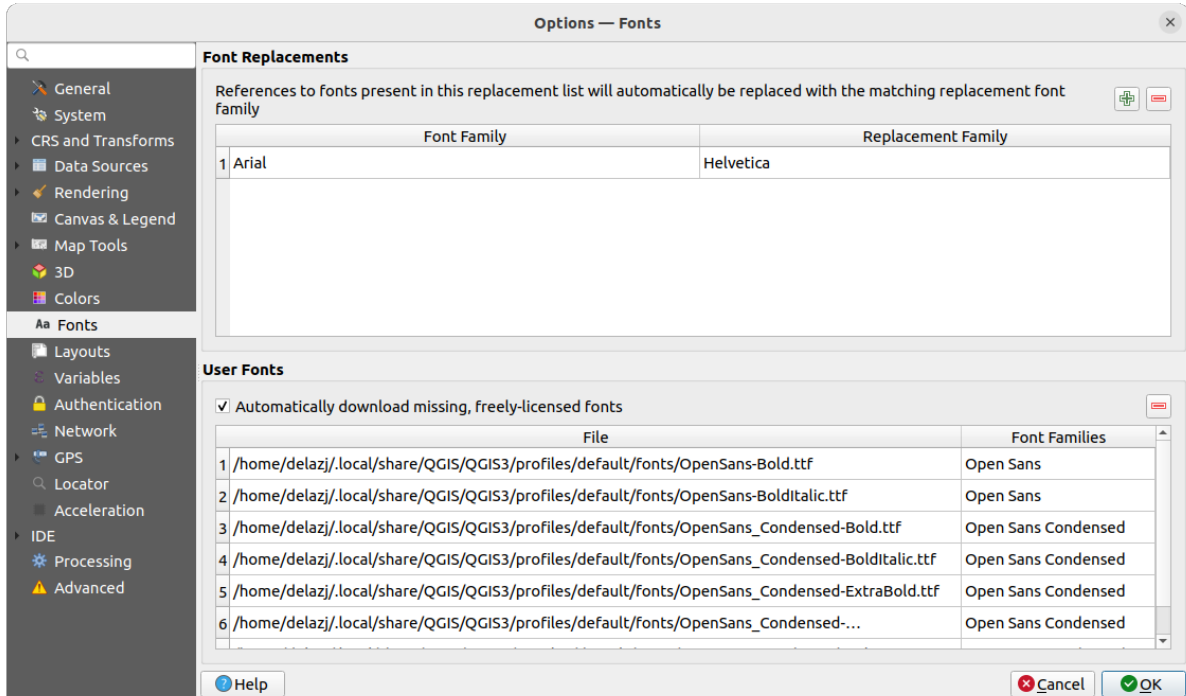 Options — Fonts
General
System
CRS and Transforms
Data Sources
Rendering
Canvas & Legend
Map Tools
3D
Colors
Aa Fonts
Layouts
Variables
Authentication
Network
GPS
Locator
Acceleration
IDE
Processing
Advanced
Font Replacements
References to fonts present in this replacement list will automatically be replaced with the matching replacement font
family
Font Family Replacement Family
1 Arial Helvetica
User Fonts
Automatically download missing, freely-licensed fonts
File Font Families
1 /home/delazj/.local/share/QGIS/QGIS3/profiles/default/fonts/OpenSans-Bold.ttf Open Sans
2 /home/delazj/.local/share/QGIS/QGIS3/profiles/default/fonts/OpenSans-BoldItalic.ttf Open Sans
3 /home/delazj/.local/share/QGIS/QGIS3/profiles/default/fonts/OpenSans_Condensed-Bold.ttf Open Sans Condensed
4 /home/delazj/.local/share/QGIS/QGIS3/profiles/default/fonts/OpenSans_Condensed-BoldItalic.ttf Open Sans Condensed
5 /home/delazj/.local/share/QGIS/QGIS3/profiles/default/fonts/OpenSans_Condensed-ExtraBold.ttf Open Sans Condensed
6 /home/delazj/.local/share/QGIS/QGIS3/profiles/default/fonts/OpenSans_Condensed-... Open Sans Condensed
Help Cancel OK